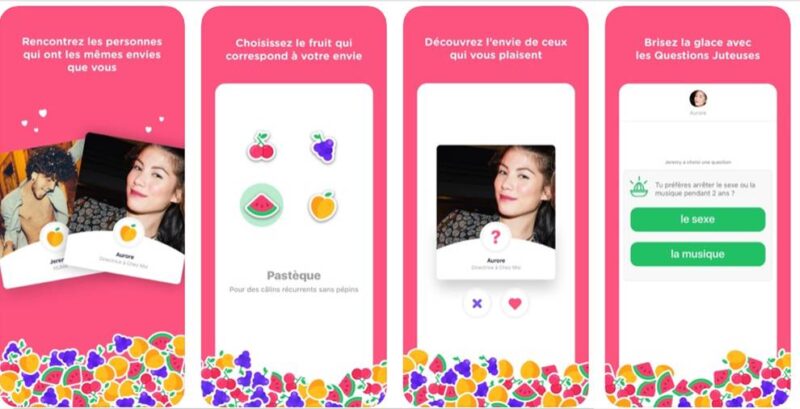 Rencontrez les personnes
qui ont les mêmes envies
que vous
Aurore
Directrice à Chez Moi
Choisissez le fruit qui
correspond à votre envie
Pastèque
Pour des câlins récurrents sans pépins
Découvrez l'envie de ceux
qui vous plaisent
?
Aurore
Directrice à Chez Moi
Brisez la glace avec
les Questions Juteuses
Aurore
Jeremy a choisi une question
Tu préfères arrêter le sexe ou la
musique pendant 2 ans ?
le sexe
la musique